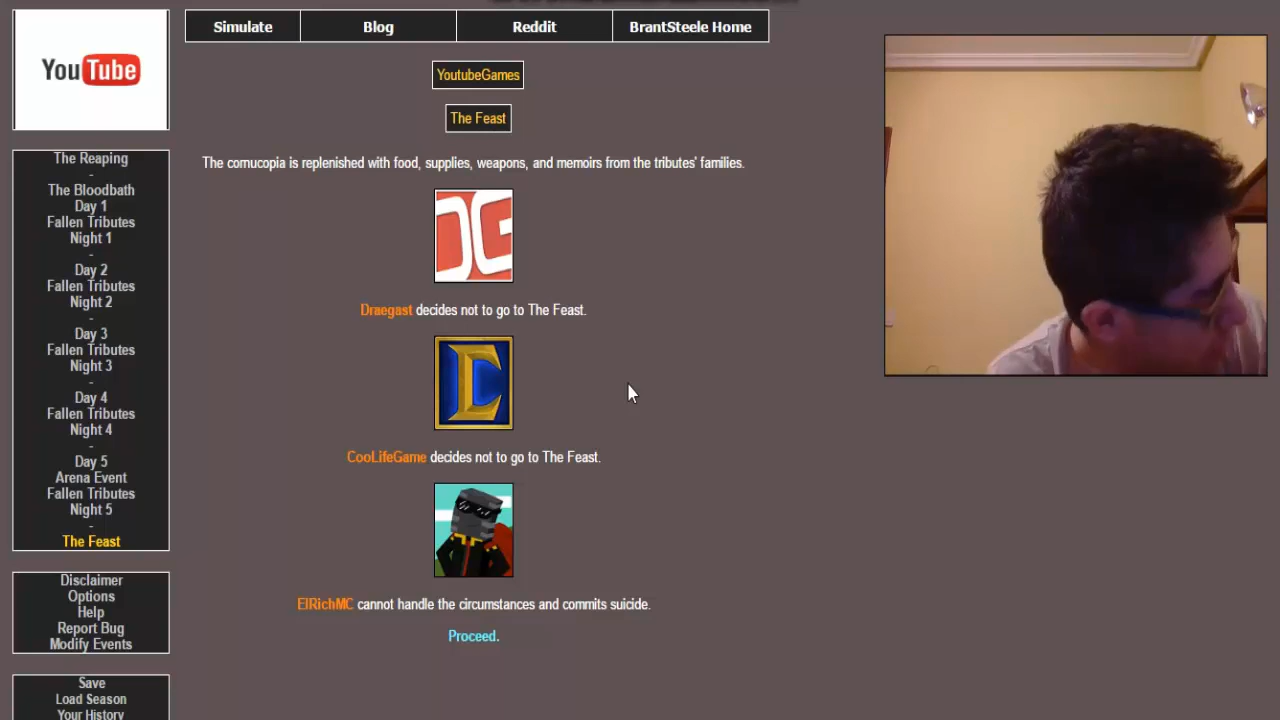 Simulate Blog Reddit BrantSteele Home
YouTube
YoutubeGames
The Feast
The cornucopia is replenished with food, supplies, weapons, and memoirs from the tributes' families.
Draegast decides not to go to The Feast.
CooLifeGame decides not to go to The Feast.
ElRichMC cannot handle the circumstances and commits suicide.
Proceed.
The Reaping
-
The Bloodbath
Day 1
Fallen Tributes
Night 1
-
Day 2
Fallen Tributes
Night 2
-
Day 3
Fallen Tributes
Night 3
-
Day 4
Fallen Tributes
Night 4
-
Day 5
Arena Event
Fallen Tributes
Night 5
-
The Feast
Disclaimer
Options
Help
Report Bug
Modify Events
Save
Load Season
Your History